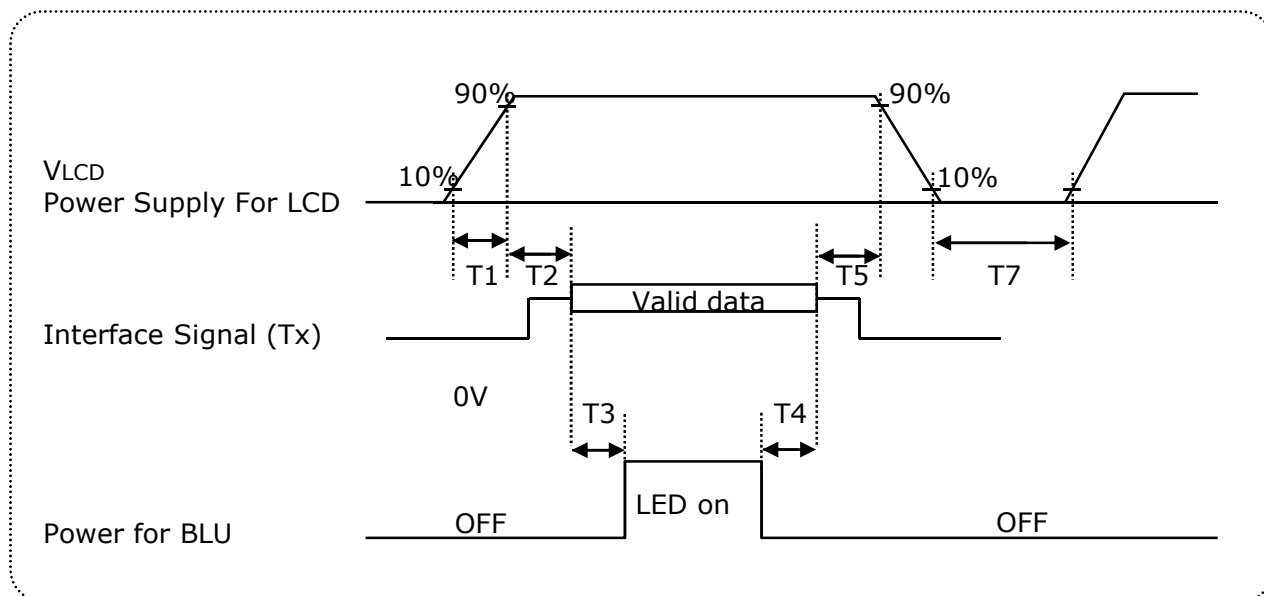 90%
90%
VLCD
10%
10%
Power Supply For LCD
T1
T2
T5
T7
Valid data
Interface Signal (Tx)
0V
T3
T4
LED on
Power for BLU
OFF
OFF